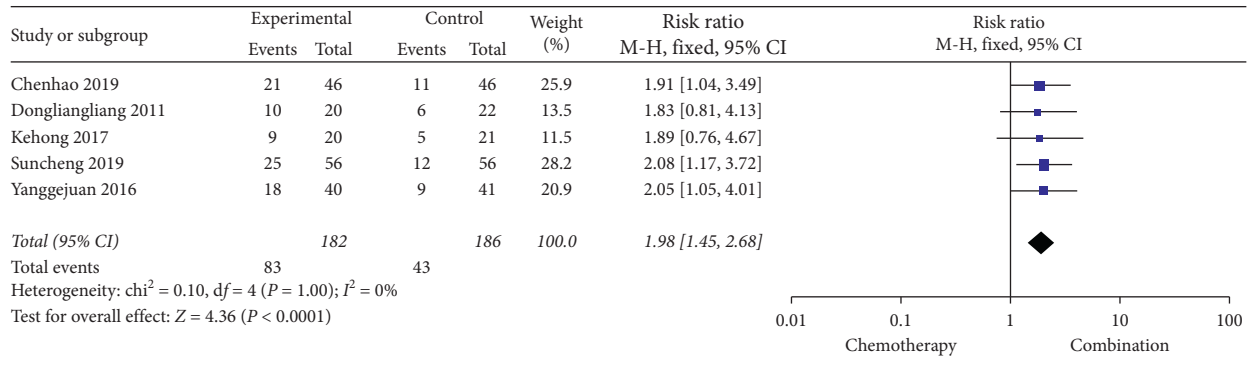 Study or subgroup Experimental Control Weight (%) Risk ratio M-H, fixed, 95% CI Risk ratio M-H, fixed, 95% CI
Events Total Events Total
Chenhao 2019 21 46 11 46 25.9 1.91 [1.04, 3.49]
Dongliangliang 2011 10 20 6 22 13.5 1.83 [0.81, 4.13]
Kehong 2017 9 20 5 21 11.5 1.89 [0.76, 4.67]
Suncheng 2019 25 56 12 56 28.2 2.08 [1.17, 3.72]
Yanggejuan 2016 18 40 9 41 20.9 2.05 [1.05, 4.01]
Total (95% CI) 182 186 100.0 1.98 [1.45, 2.68]
Total events 83 43
Heterogeneity: chi² = 0.10, df = 4 (P = 1.00); I² = 0%
Test for overall effect: Z = 4.36 (P < 0.0001)
0.01 0.1 1 10 100
Chemotherapy Combination